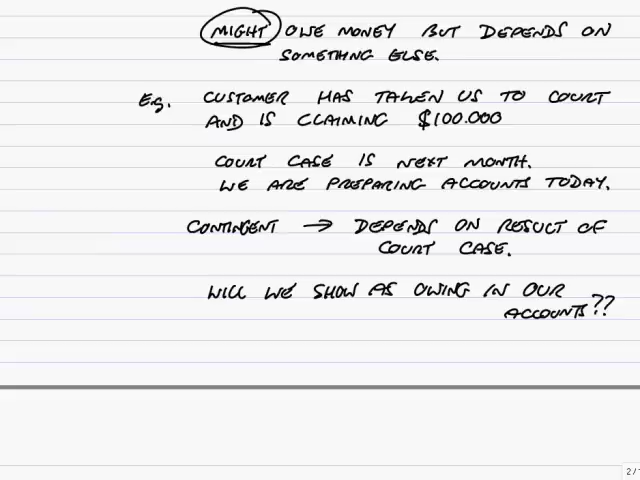 MIGHT OWE MONEY BUT DEPENDS ON
SOMETHING ELSE.
E.g. CUSTOMER HAS TAKEN US TO COURT
AND IS CLAIMING $100.000
COURT CASE IS NEXT MONTH.
WE ARE PREPARING ACCOUNTS TODAY.
CONTINGENT → DEPENDS ON RESULT OF
COURT CASE.
WILL WE SHOW AS OWING IN OUR
ACCOUNTS??
2/1